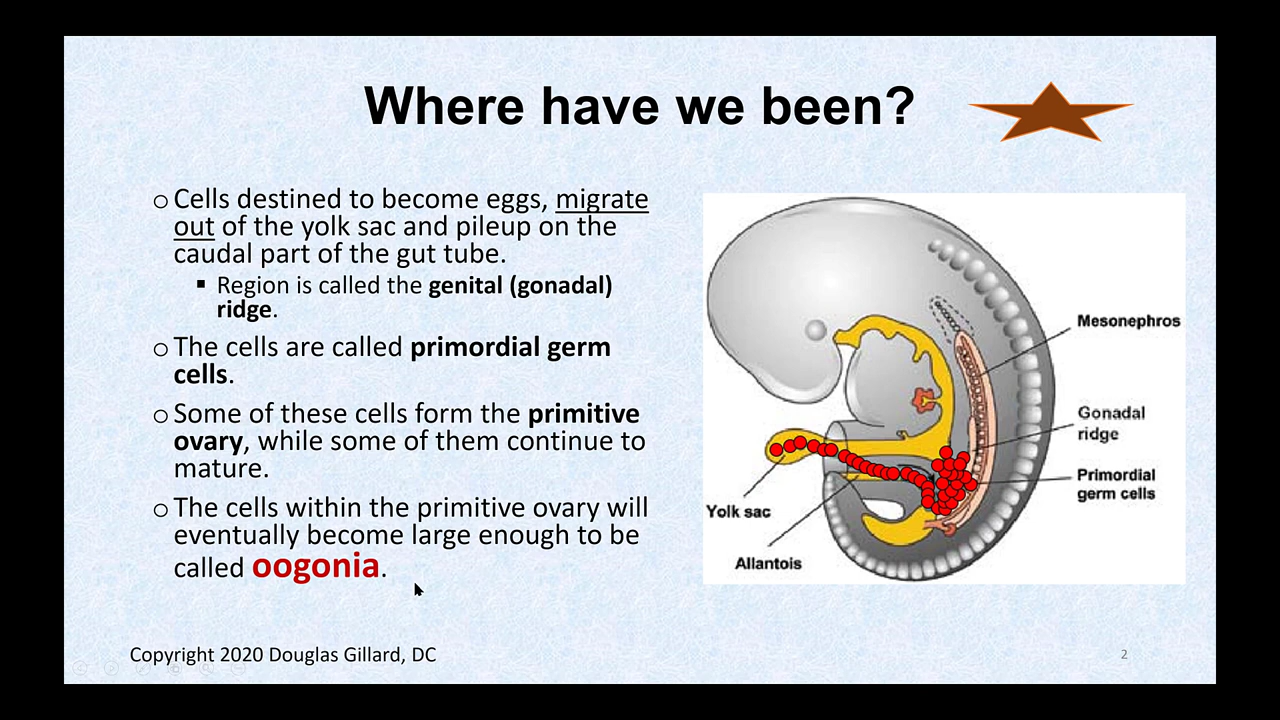 Where have we been?
o Cells destined to become eggs, migrate
out of the yolk sac and pileup on the
caudal part of the gut tube.
▪ Region is called the genital (gonadal)
ridge.
o The cells are called primordial germ
cells.
o Some of these cells form the primitive
ovary, while some of them continue to
mature.
o The cells within the primitive ovary will
eventually become large enough to be
called oogonia.
Mesonephros
Gonadal
ridge
Primordial
germ cells
Yolk sac
Allantois
Copyright 2020 Douglas Gillard, DC
2